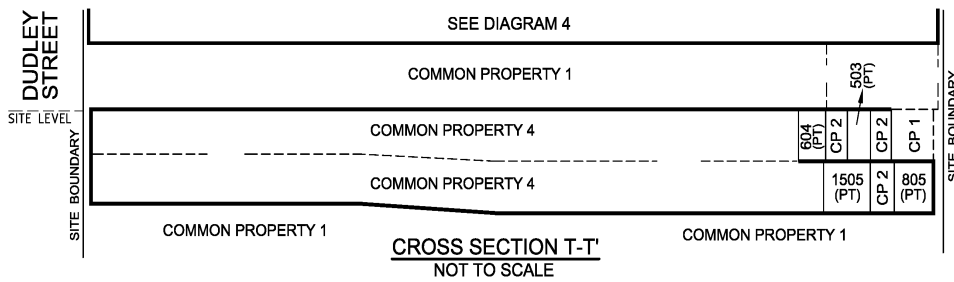 DUDLEY
STREET
SEE DIAGRAM 4
COMMON PROPERTY 1
503
(PT)
SITE LEVEL
COMMON PROPERTY 4
604
(PT)
CP 2
CP 2
CP 1
COMMON PROPERTY 4
1505
(PT)
CP 2
805
(PT)
SITE BOUNDARY
SITE BOUNDARY
COMMON PROPERTY 1
COMMON PROPERTY 1
CROSS SECTION T-T'
NOT TO SCALE